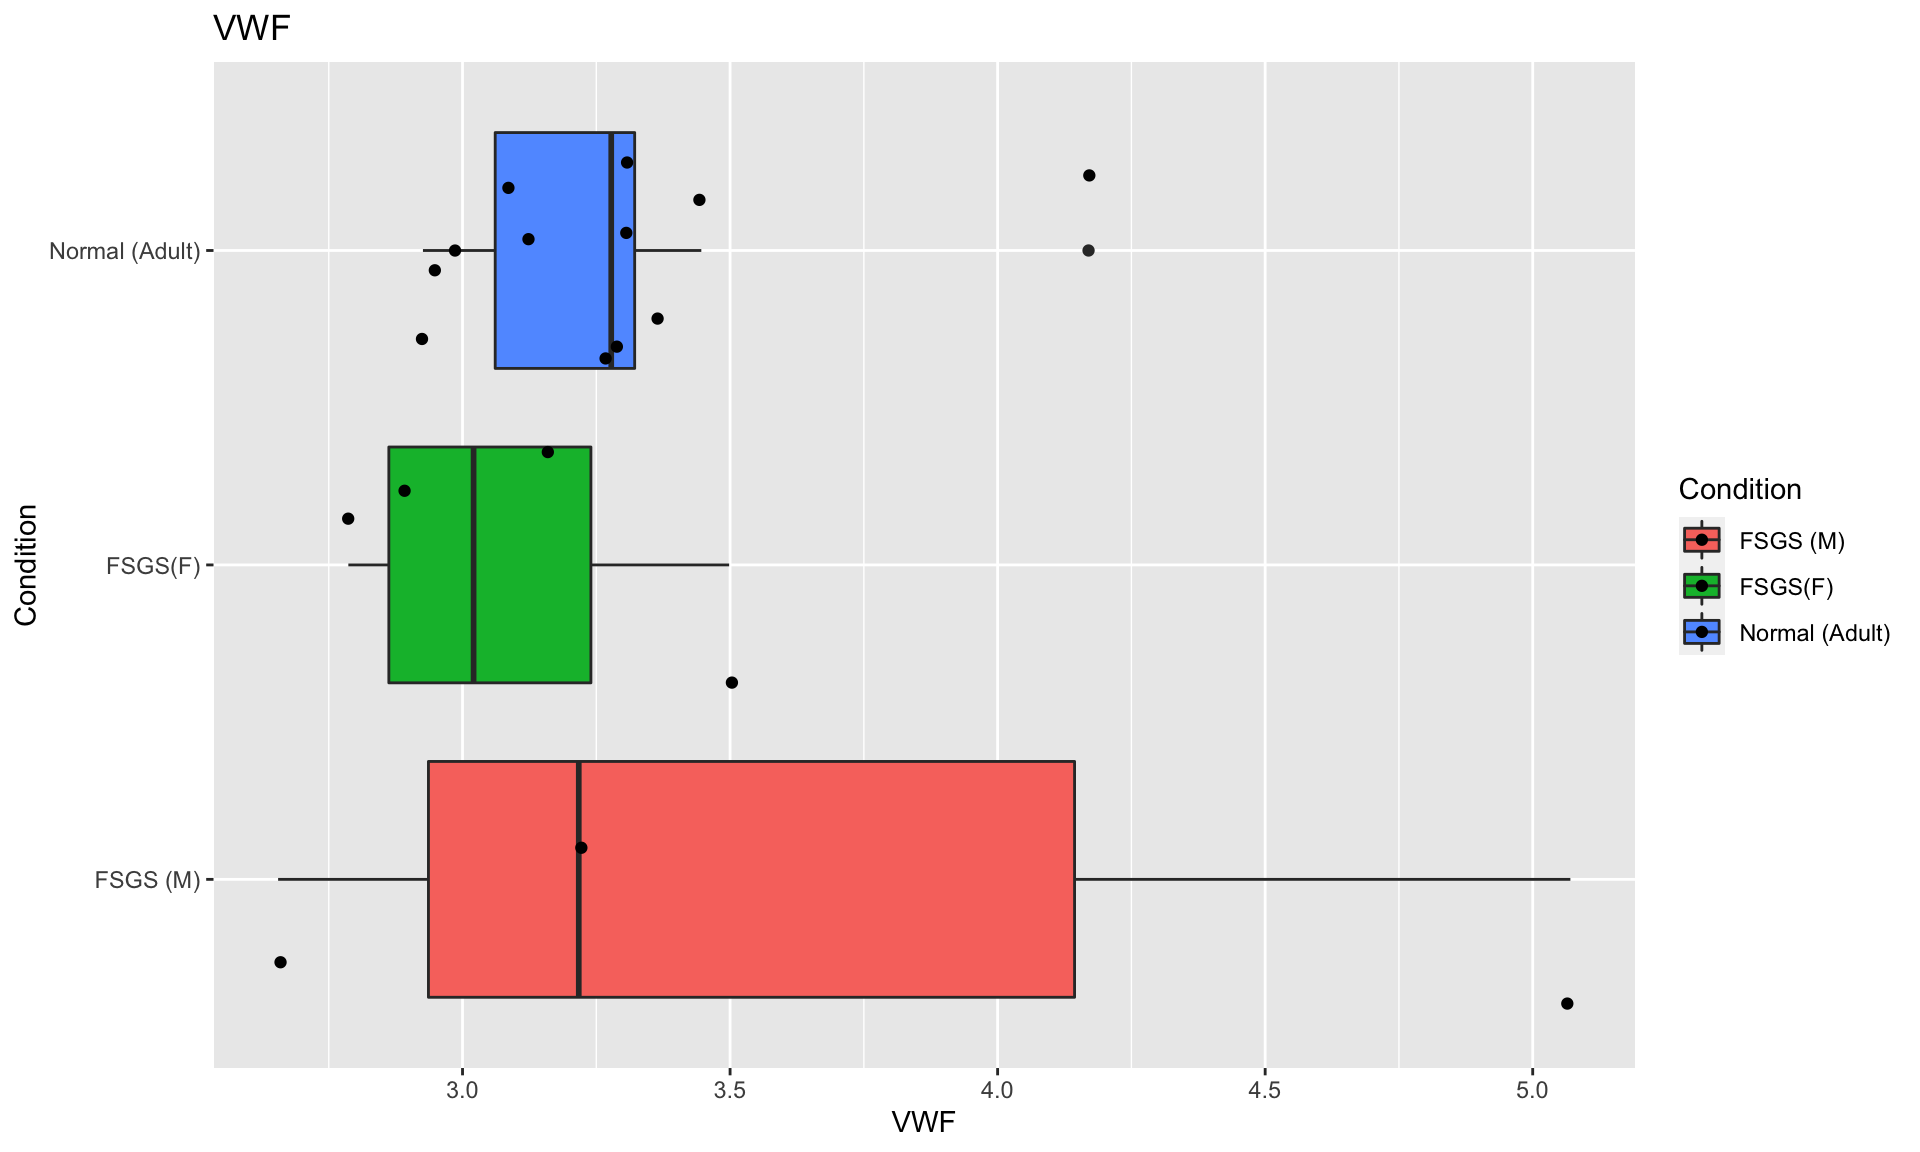 VWF
Normal (Adult)
FSGS(F)
FSGS (M)
Condition
3.0 3.5 4.0 4.5 5.0
VWF
Condition
FSGS (M)
FSGS(F)
Normal (Adult)